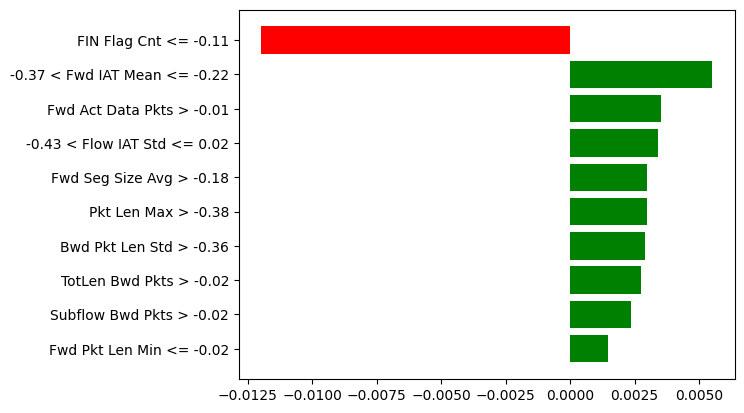 FIN Flag Cnt <= -0.11
-0.37 < Fwd IAT Mean <= -0.22
Fwd Act Data Pkts > -0.01
-0.43 < Flow IAT Std <= 0.02
Fwd Seg Size Avg > -0.18
Pkt Len Max > -0.38
Bwd Pkt Len Std > -0.36
TotLen Bwd Pkts > -0.02
Subflow Bwd Pkts > -0.02
Fwd Pkt Len Min <= -0.02
−0.0125 −0.0100 −0.0075 −0.0050 −0.0025 0.0000 0.0025 0.0050